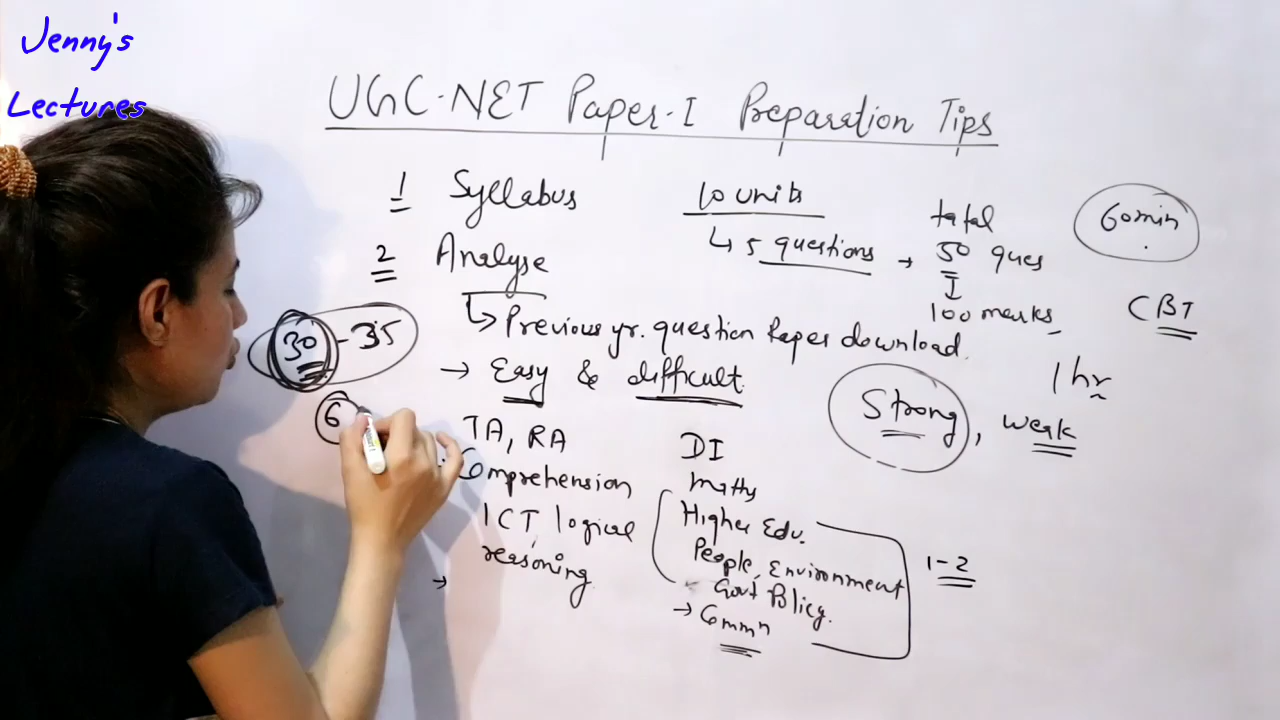 Jenny's
Lectures
UGC-NET Paper-I Preparation Tips
1 Syllabus
10 units
↳ 5 questions →
total
50 ques
100 marks
60min
CBT
1 hr
2 Analyse
↳ Previous yr. question Paper download.
30 - 35
→ Easy & difficult
Strong, weak
6
TA, RA
Comprehension
ICT, logical
reasoning
→
DI
maths
Higher Edu.
People, Environment
Govt Policy.
→ Commn
1-2